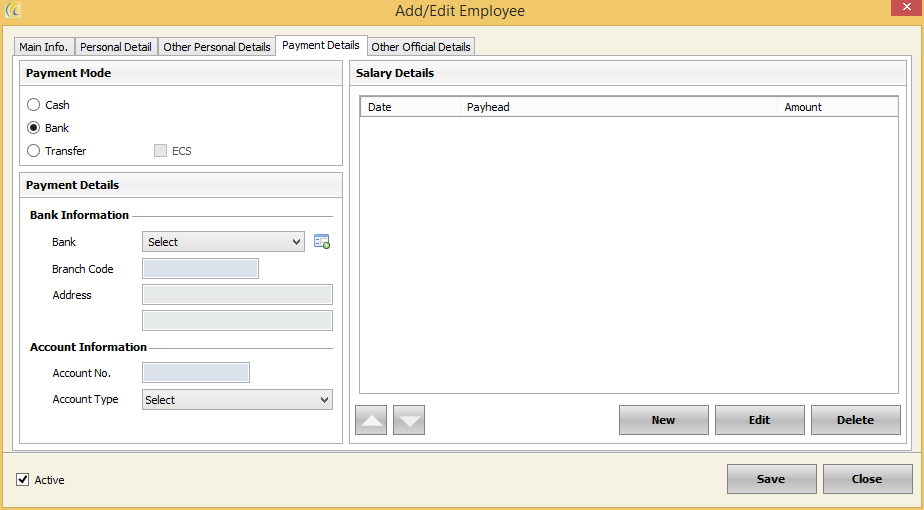 Add/Edit Employee
Main Info. Personal Detail Other Personal Details Payment Details Other Official Details
Payment Mode
Cash
Bank
Transfer ECS
Payment Details
Bank Information
Bank Select
Branch Code
Address
Account Information
Account No.
Account Type Select
Salary Details
Date Payhead Amount
New Edit Delete
Active
Save Close